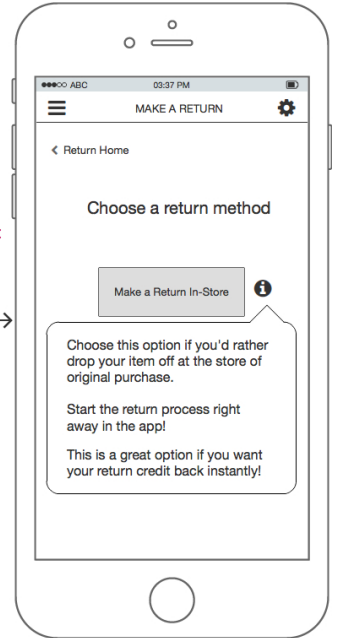 ABC 03:37 PM
MAKE A RETURN
Return Home
Choose a return method
Make a Return In-Store
Choose this option if you'd rather
drop your item off at the store of
original purchase.
Start the return process right
away in the app!
This is a great option if you want
your return credit back instantly!